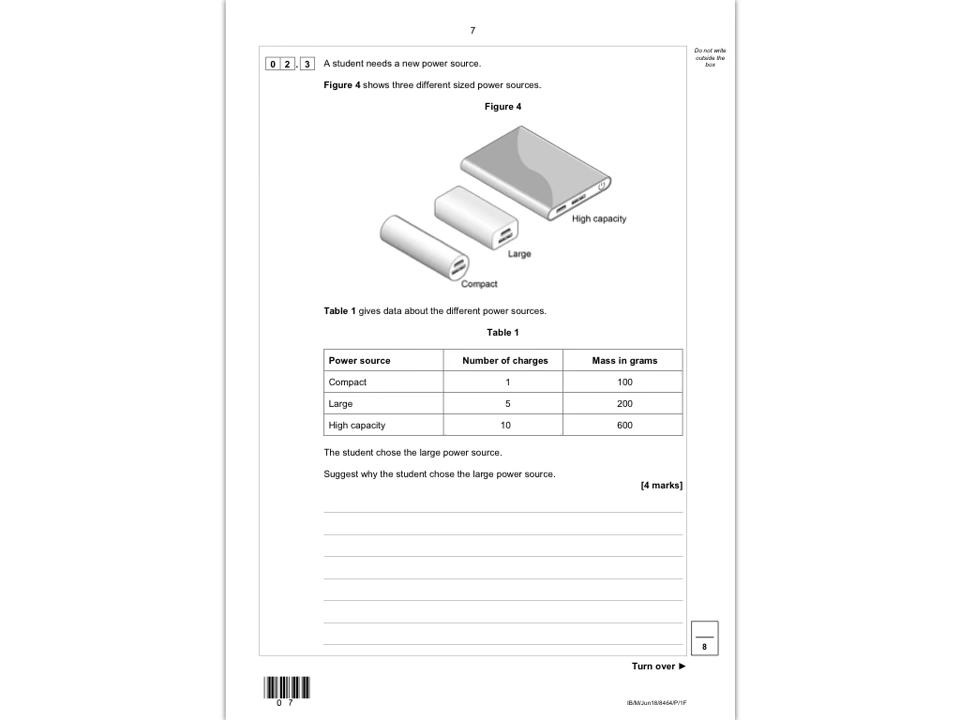 7
Do not write
outside the
box
0 2 . 3 A student needs a new power source.
Figure 4 shows three different sized power sources.
Figure 4
High capacity
Large
Compact
Table 1 gives data about the different power sources.
Table 1
Power source Number of charges Mass in grams
Compact 1 100
Large 5 200
High capacity 10 600
The student chose the large power source.
Suggest why the student chose the large power source.
[4 marks]
8
Turn over ►
0 7
IB/M/Jun18/8464/P/1F